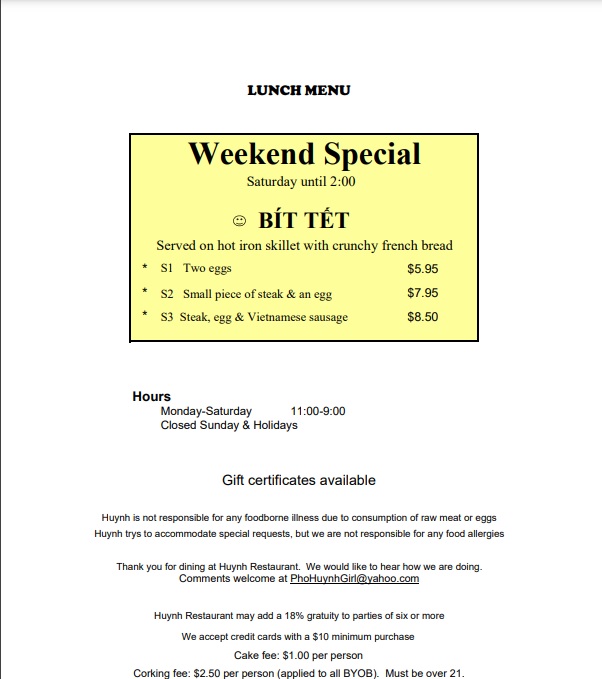 LUNCH MENU
Weekend Special
Saturday until 2:00
☺ BÍT TẾT
Served on hot iron skillet with crunchy french bread
* S1 Two eggs $5.95
* S2 Small piece of steak & an egg $7.95
* S3 Steak, egg & Vietnamese sausage $8.50
Hours
Monday-Saturday 11:00-9:00
Closed Sunday & Holidays
Gift certificates available
Huynh is not responsible for any foodborne illness due to consumption of raw meat or eggs
Huynh trys to accommodate special requests, but we are not responsible for any food allergies
Thank you for dining at Huynh Restaurant. We would like to hear how we are doing.
Comments welcome at PhoHuynhGirl@yahoo.com
Huynh Restaurant may add a 18% gratuity to parties of six or more
We accept credit cards with a $10 minimum purchase
Cake fee: $1.00 per person
Corking fee: $2.50 per person (applied to all BYOB). Must be over 21.